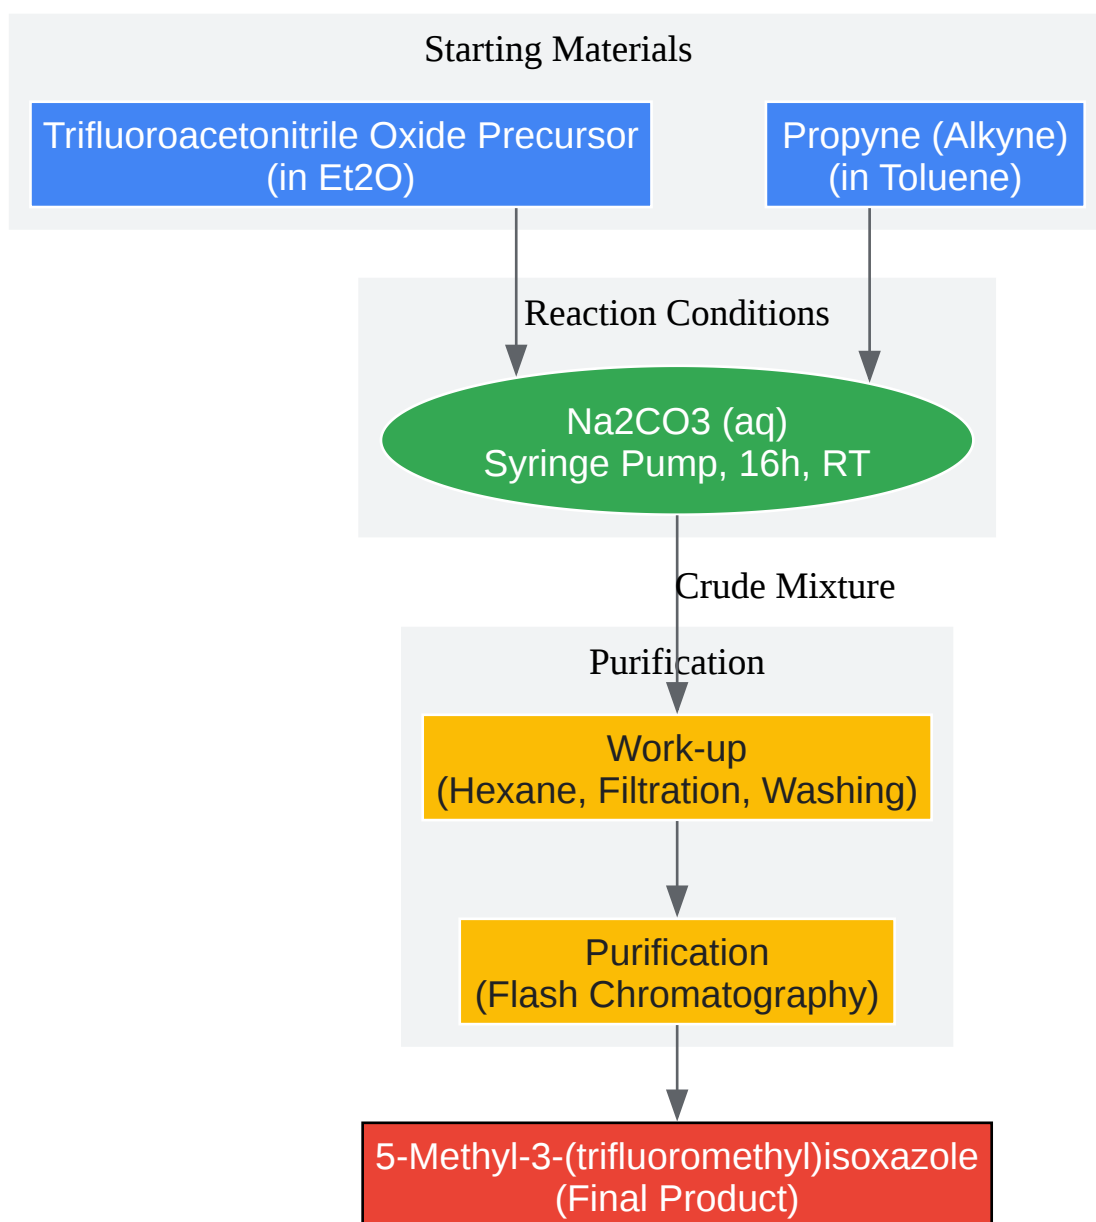 Starting Materials
Trifluoroacetonitrile Oxide Precursor
(in Et2O)
Propyne (Alkyne)
(in Toluene)
Reaction Conditions
Na2CO3 (aq)
Syringe Pump, 16h, RT
Crude Mixture
Purification
Work-up
(Hexane, Filtration, Washing)
Purification
(Flash Chromatography)
5-Methyl-3-(trifluoromethyl)isoxazole
(Final Product)